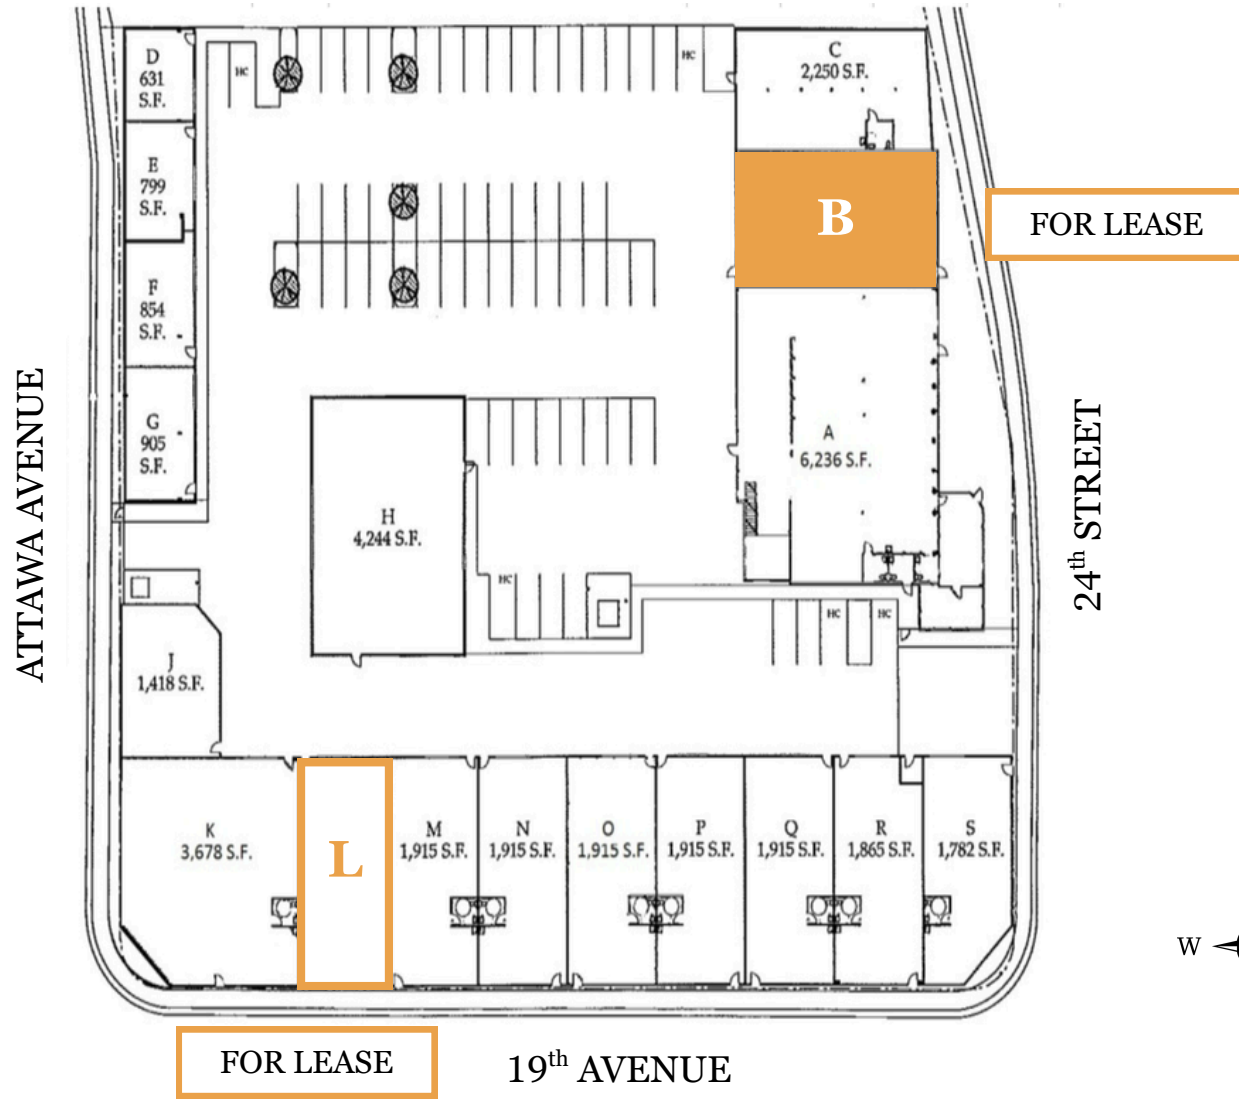 D
631
S.F.
HC
HC
C
2,250 S.F.
E
799
S.F.
B
FOR LEASE
F
854
S.F.
G
905
S.F.
ATTAWA AVENUE
A
6,236 S.F.
24th STREET
H
4,244 S.F.
HC
HC
HC
J
1,418 S.F.
K
3,678 S.F.
L
M
1,915 S.F.
N
1,915 S.F.
O
1,915 S.F.
P
1,915 S.F.
Q
1,915 S.F.
R
1,865 S.F.
S
1,782 S.F.
W
FOR LEASE
19th AVENUE